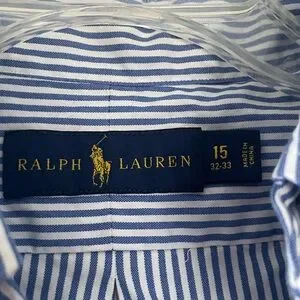 RALPH LAUREN
15
32-33
MADE IN
CHINA